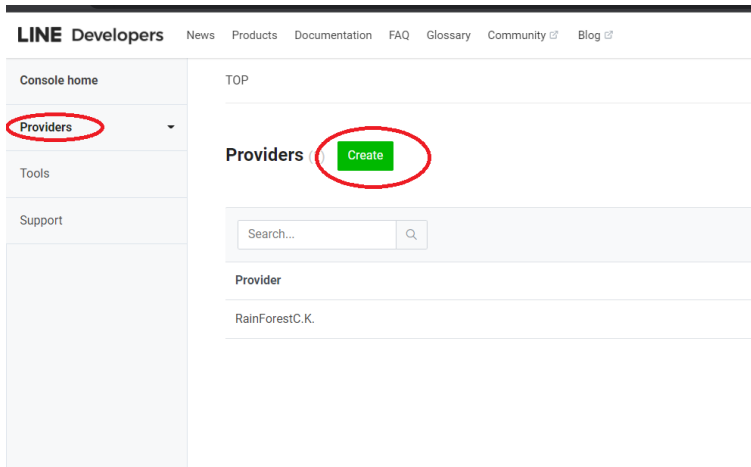 LINE Developers News Products Documentation FAQ Glossary Community Blog
Console home
TOP
Providers
Providers Create
Tools
Support
Search...
Provider
RainForestC.K.